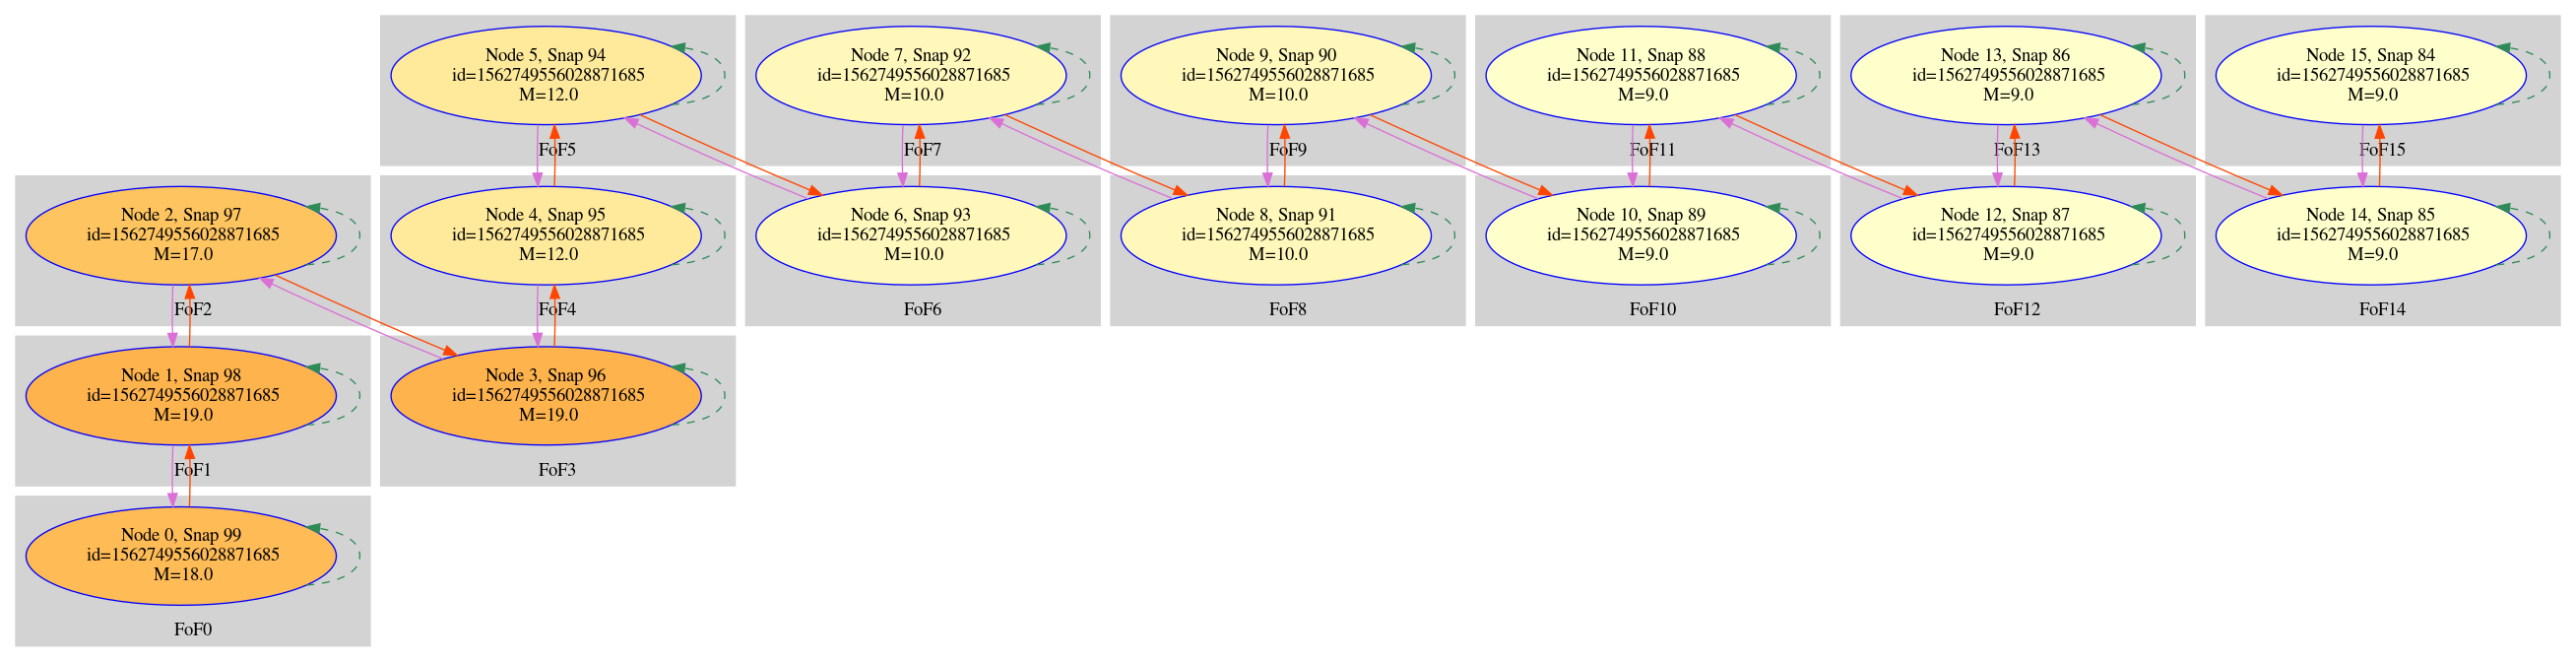 Node 5, Snap 94
id=1562749556028871685
M=12.0
FoF5
Node 7, Snap 92
id=1562749556028871685
M=10.0
FoF7
Node 9, Snap 90
id=1562749556028871685
M=10.0
FoF9
Node 11, Snap 88
id=1562749556028871685
M=9.0
FoF11
Node 13, Snap 86
id=1562749556028871685
M=9.0
FoF13
Node 15, Snap 84
id=1562749556028871685
M=9.0
FoF15
Node 2, Snap 97
id=1562749556028871685
M=17.0
FoF2
Node 4, Snap 95
id=1562749556028871685
M=12.0
FoF4
Node 6, Snap 93
id=1562749556028871685
M=10.0
FoF6
Node 8, Snap 91
id=1562749556028871685
M=10.0
FoF8
Node 10, Snap 89
id=1562749556028871685
M=9.0
FoF10
Node 12, Snap 87
id=1562749556028871685
M=9.0
FoF12
Node 14, Snap 85
id=1562749556028871685
M=9.0
FoF14
Node 1, Snap 98
id=1562749556028871685
M=19.0
FoF1
Node 3, Snap 96
id=1562749556028871685
M=19.0
FoF3
Node 0, Snap 99
id=1562749556028871685
M=18.0
FoF0